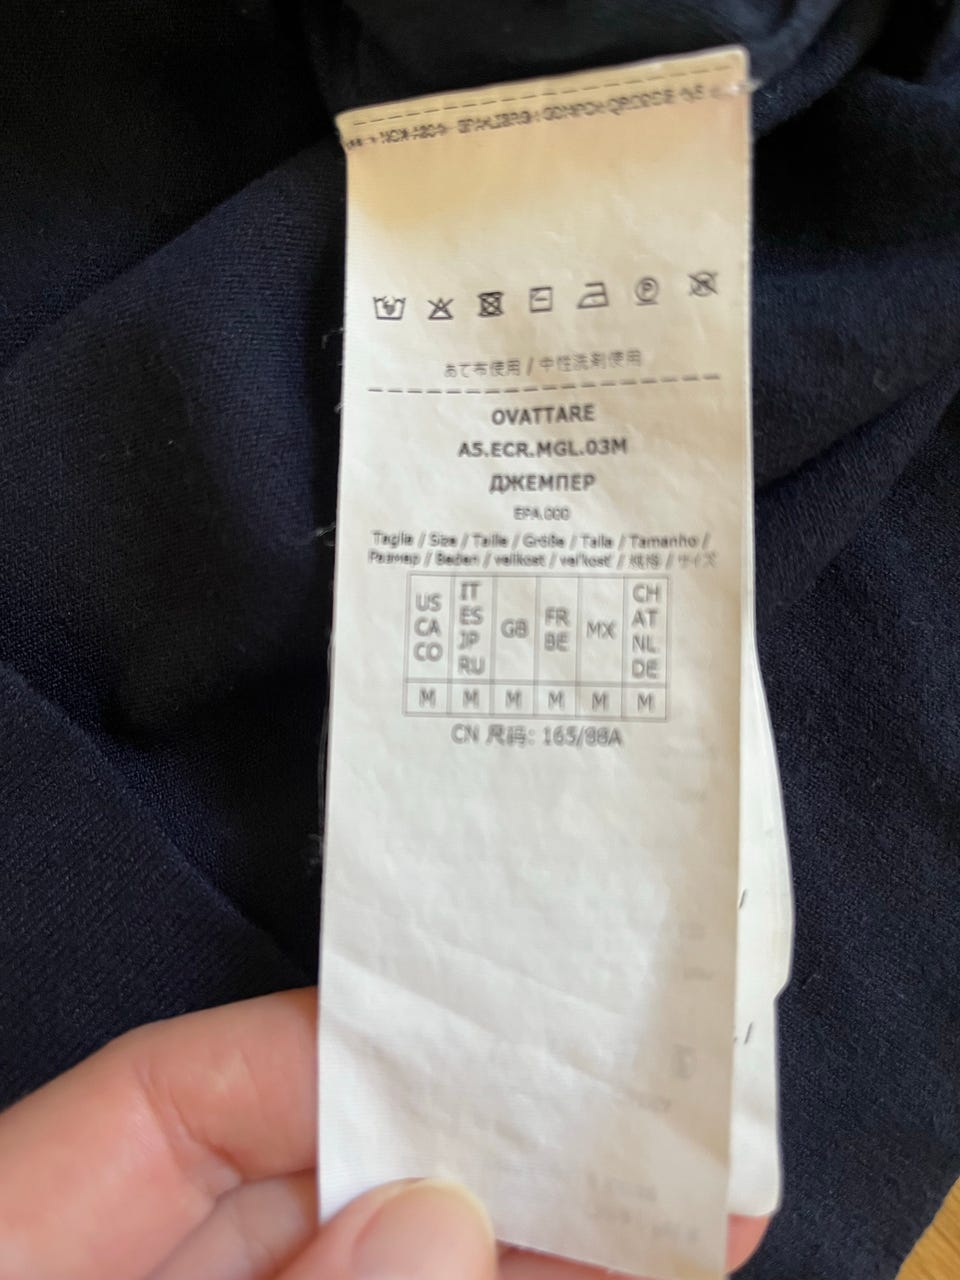 あて布使用 / 中性洗剤使用
OVATTARE
A5.ECR.MGL.03M
ДЖЕМПЕР
EPA.000
Taglia / Size / Taille / Größe / Talla / Tamanho /
Размер / Beden / velikost / veľkosť / 规格 / サイズ
US CA CO IT ES JP RU GB FR BE MX CH AT NL DE
M M M M M M
CN 尺码: 165/88A